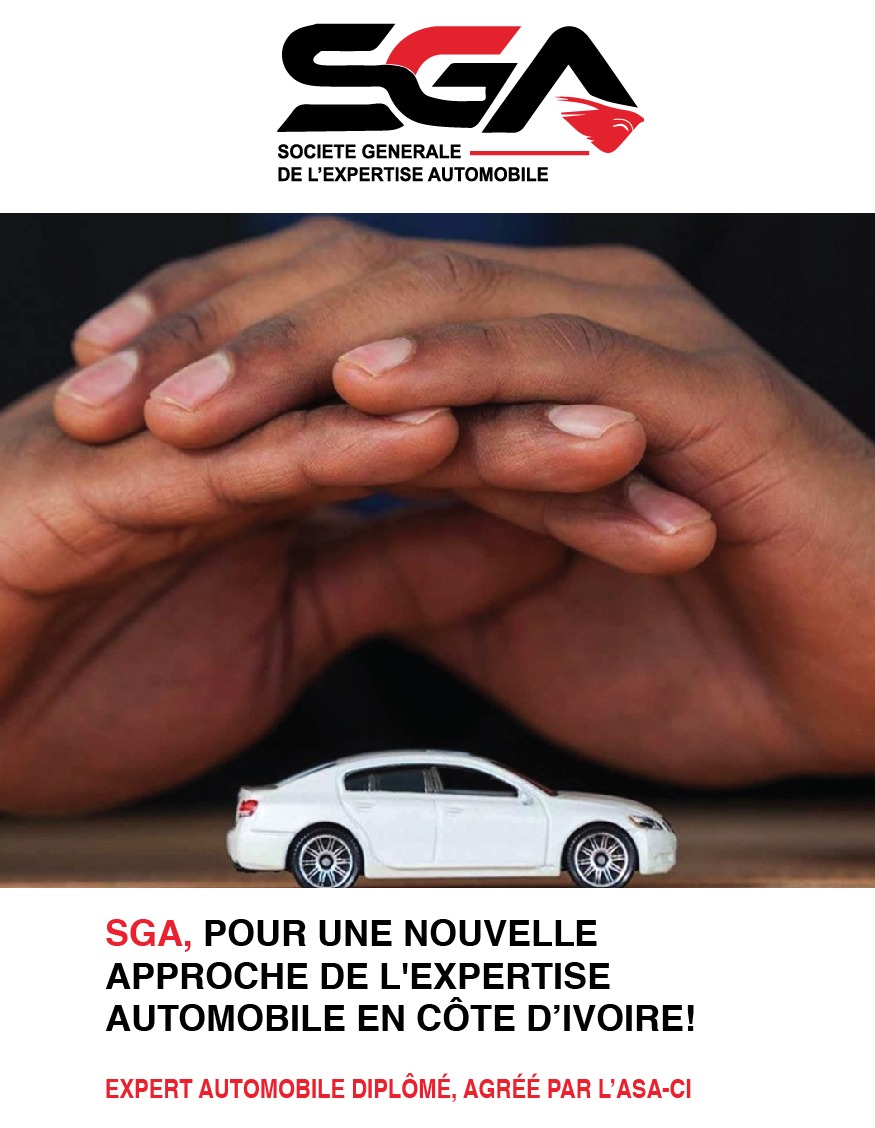 SGA
SOCIETE GENERALE
DE L'EXPERTISE AUTOMOBILE
SGA, POUR UNE NOUVELLE
APPROCHE DE L'EXPERTISE
AUTOMOBILE EN CÔTE D’IVOIRE!
EXPERT AUTOMOBILE DIPLÔMÉ, AGRÉÉ PAR L’ASA-CI